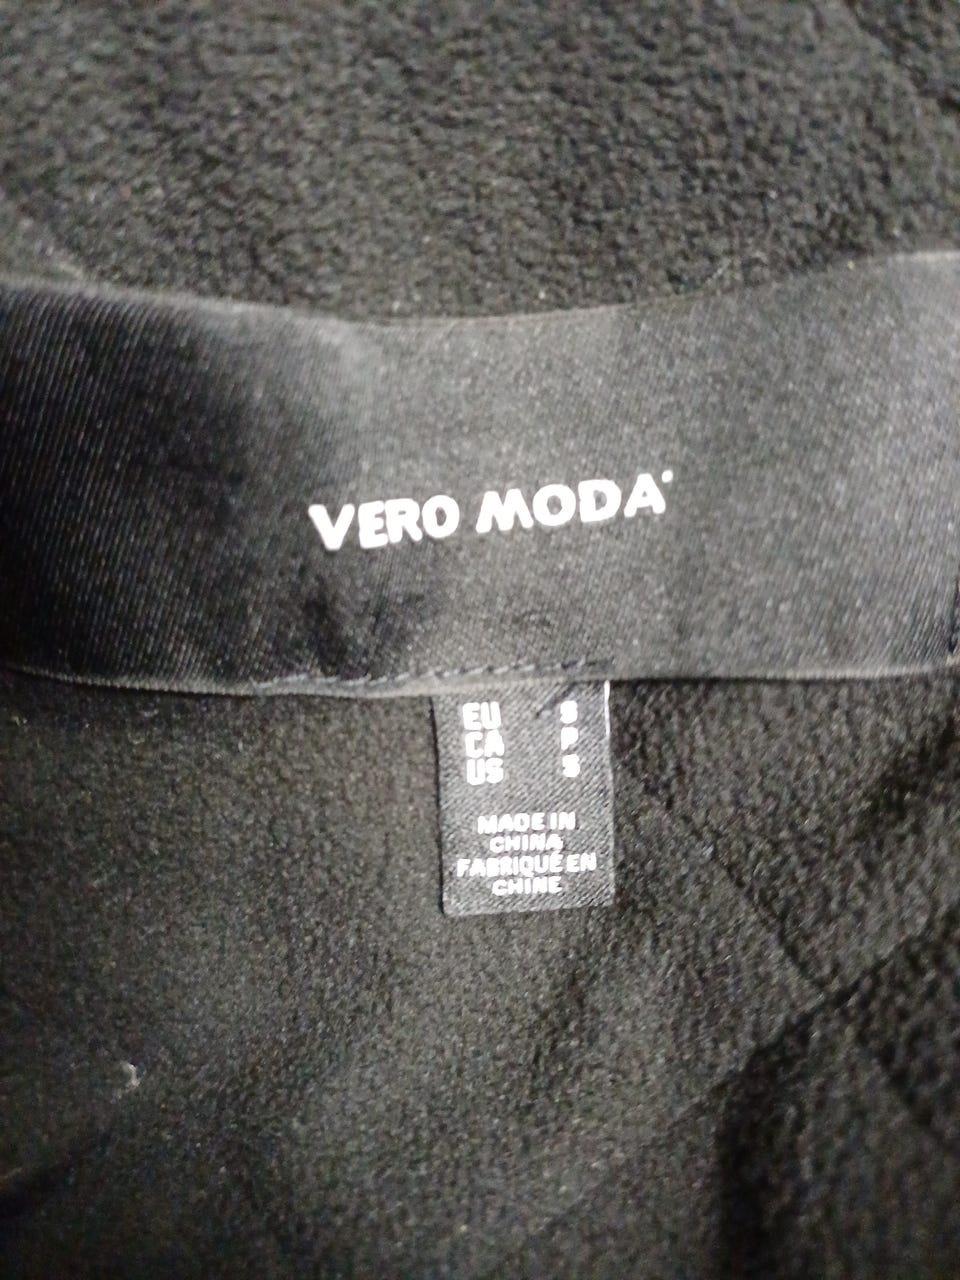 VERO MODA
EU S
CA P
US S
MADE IN
CHINA
FABRIQUÉ EN
CHINE